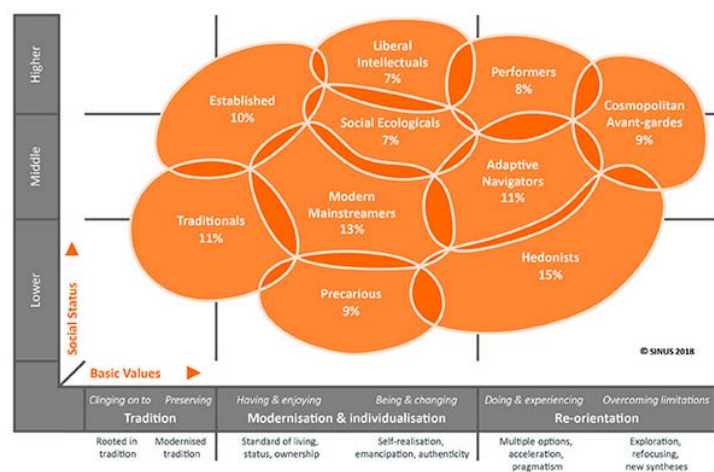 Higher
Middle
Lower
Social Status
Basic Values
Liberal
Intellectuals
7%
Performers
8%
Established
10%
Cosmopolitan
Avant-gardes
9%
Social Ecologicals
7%
Adaptive
Navigators
11%
Modern
Mainstreamers
13%
Traditionals
11%
Hedonists
15%
Precarious
9%
© SINUS 2018
Clinging on to
Preserving
Tradition
Having & enjoying
Being & changing
Modernisation & individualisation
Doing & experiencing
Overcoming limitations
Re-orientation
Rooted in
tradition
Modernised
tradition
Standard of living,
status, ownership
Self-realisation,
emancipation, authenticity
Multiple options,
acceleration,
pragmatism
Exploration,
refocusing,
new syntheses